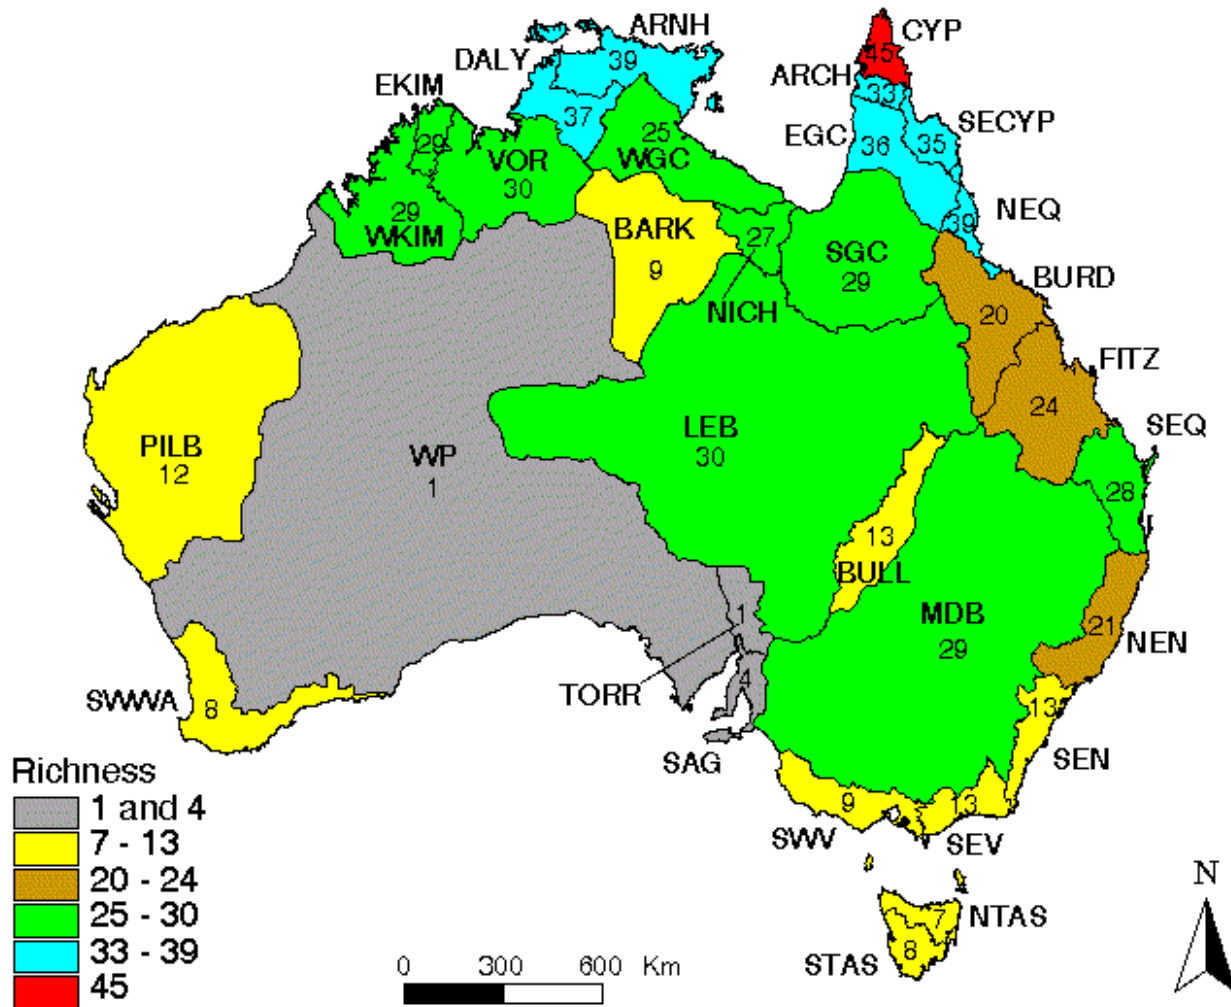 ARNH
CYP
DALY
39
45
EKIM
ARCH
33
37
SECYP
EGC
35
29
VOR
25
WGC
36
30
29
WKIM
BARK
27
39
NEQ
SGC
9
29
BURD
NICH
20
FITZ
PILB
12
WP
1
LEB
30
24
SEQ
28
13
BULL
MDB
29
1
21
NEN
TORR
4
SWWA
8
13
SEN
SAG
Richness
1 and 4
7 - 13
20 - 24
25 - 30
33 - 39
45
9
13
SWV
SEV
7
NTAS
8
STAS
N
0 300 600 Km